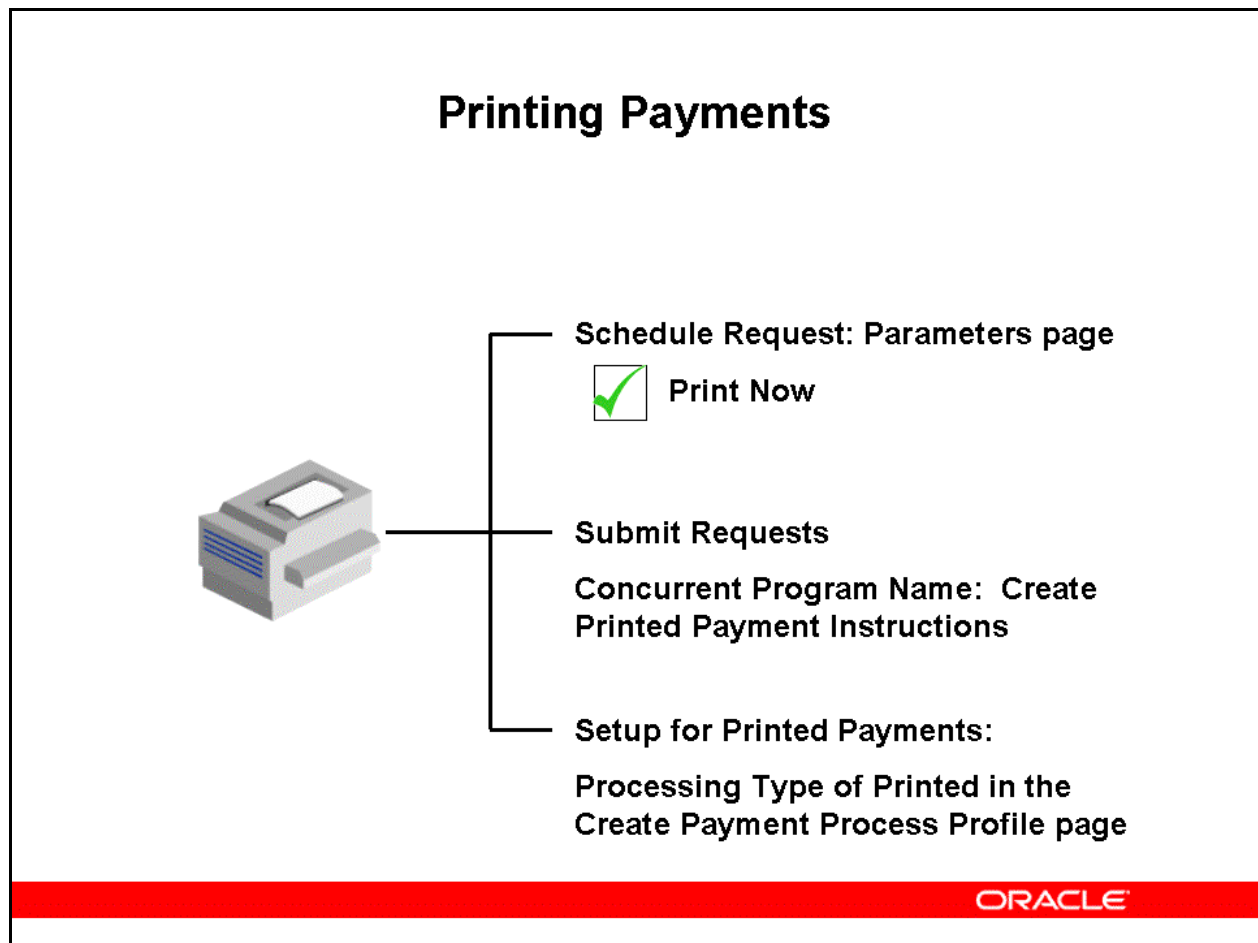 Printing Payments
Schedule Request: Parameters page
Print Now
Submit Requests
Concurrent Program Name: Create
Printed Payment Instructions
Setup for Printed Payments:
Processing Type of Printed in the
Create Payment Process Profile page
ORACLE